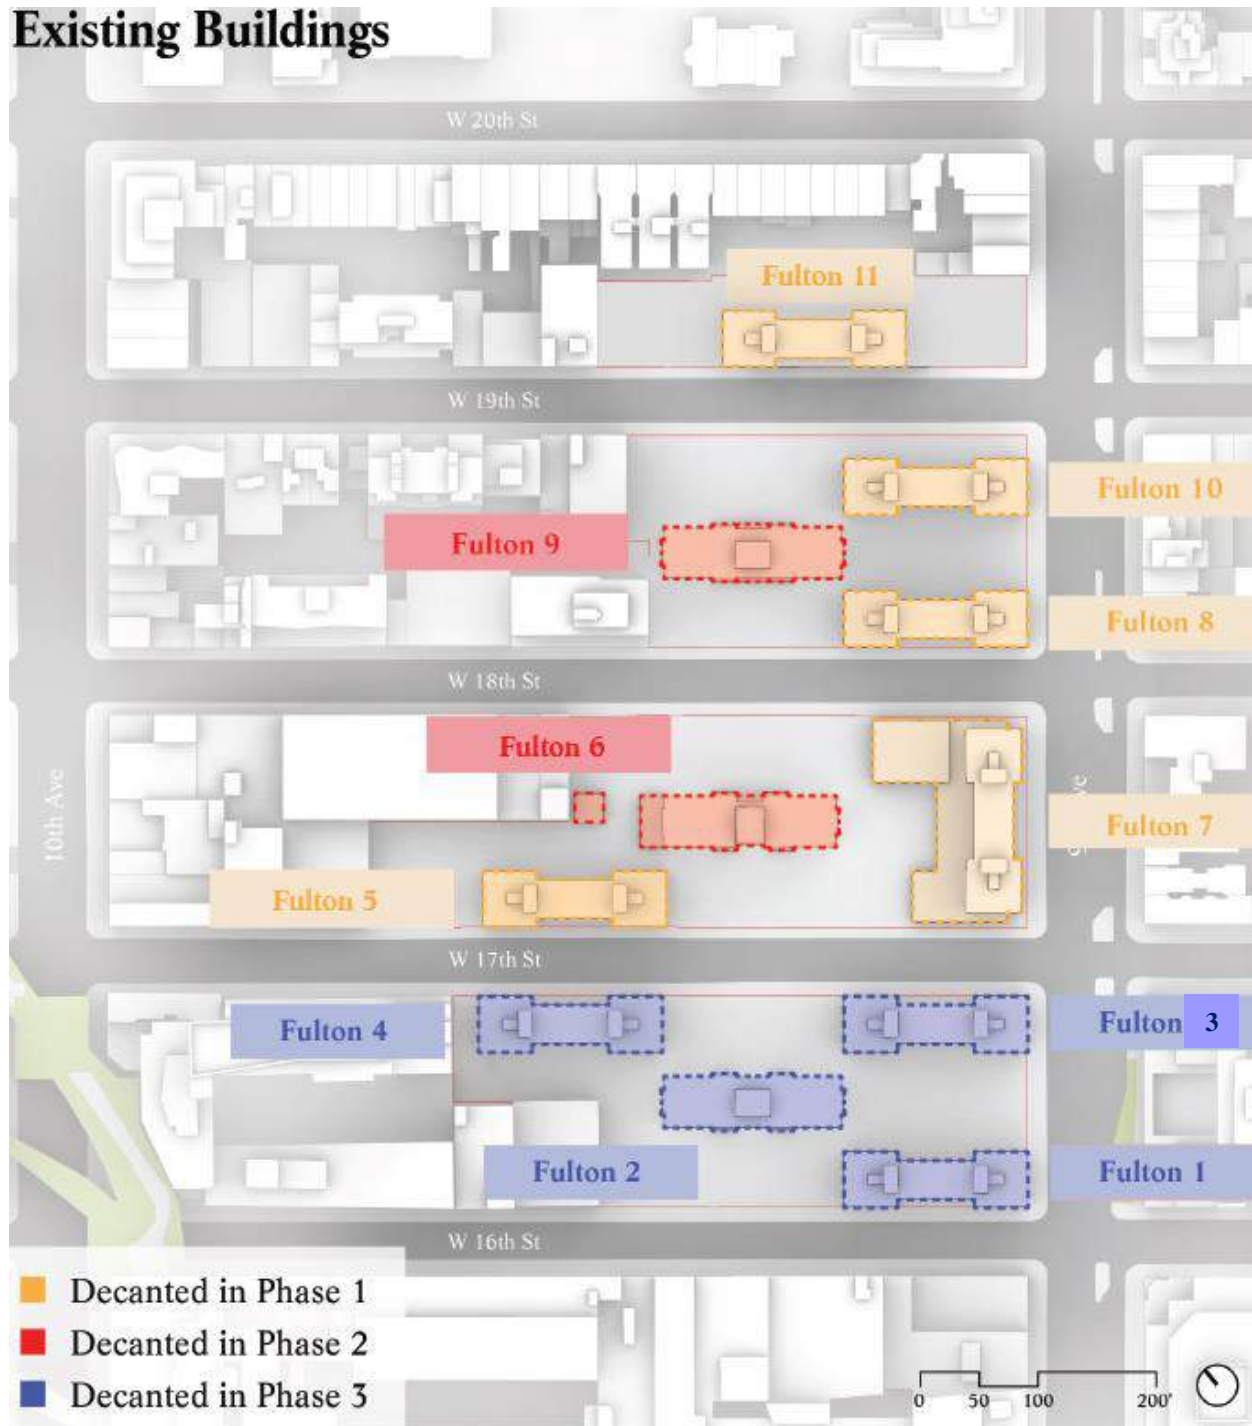 Existing Buildings
W 20th St
Fulton 11
W 19th St
Fulton 10
Fulton 9
Fulton 8
W 18th St
Fulton 6
10th Ave
Fulton 7
Fulton 5
W 17th St
Fulton 4
Fulton 3
Fulton 2
Fulton 1
W 16th St
Decanted in Phase 1
Decanted in Phase 2
Decanted in Phase 3
0 50 100 200'